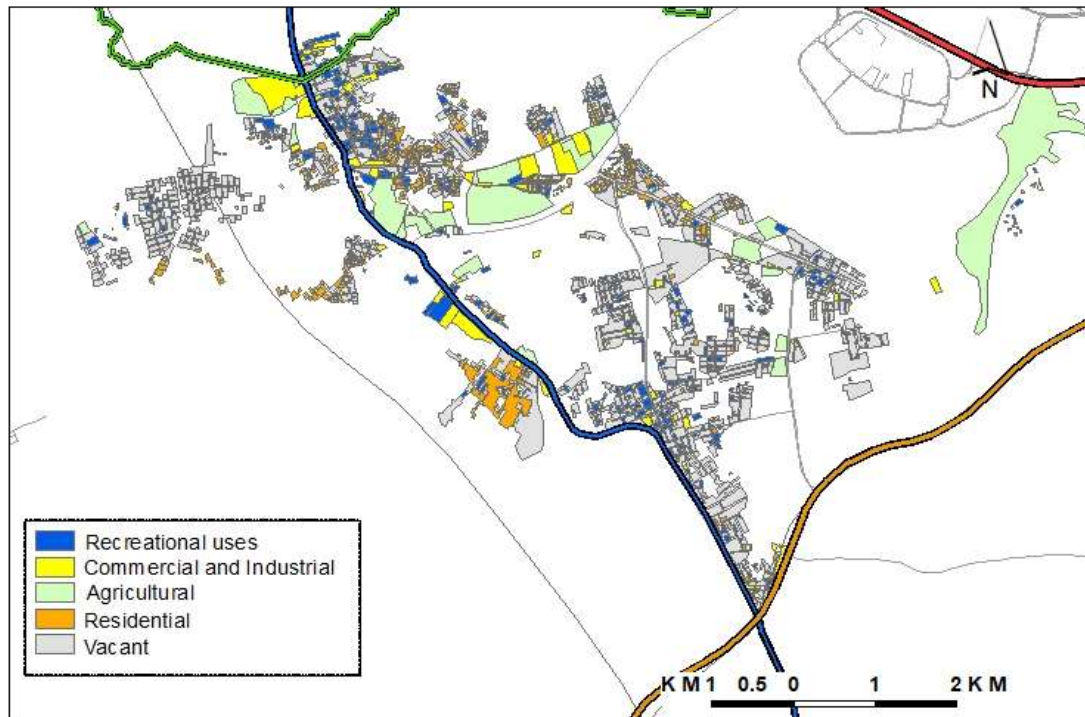 N
Recreational uses
Commercial and Industrial
Agricultural
Residential
Vacant
K M 1 0.5 0 1 2 K M